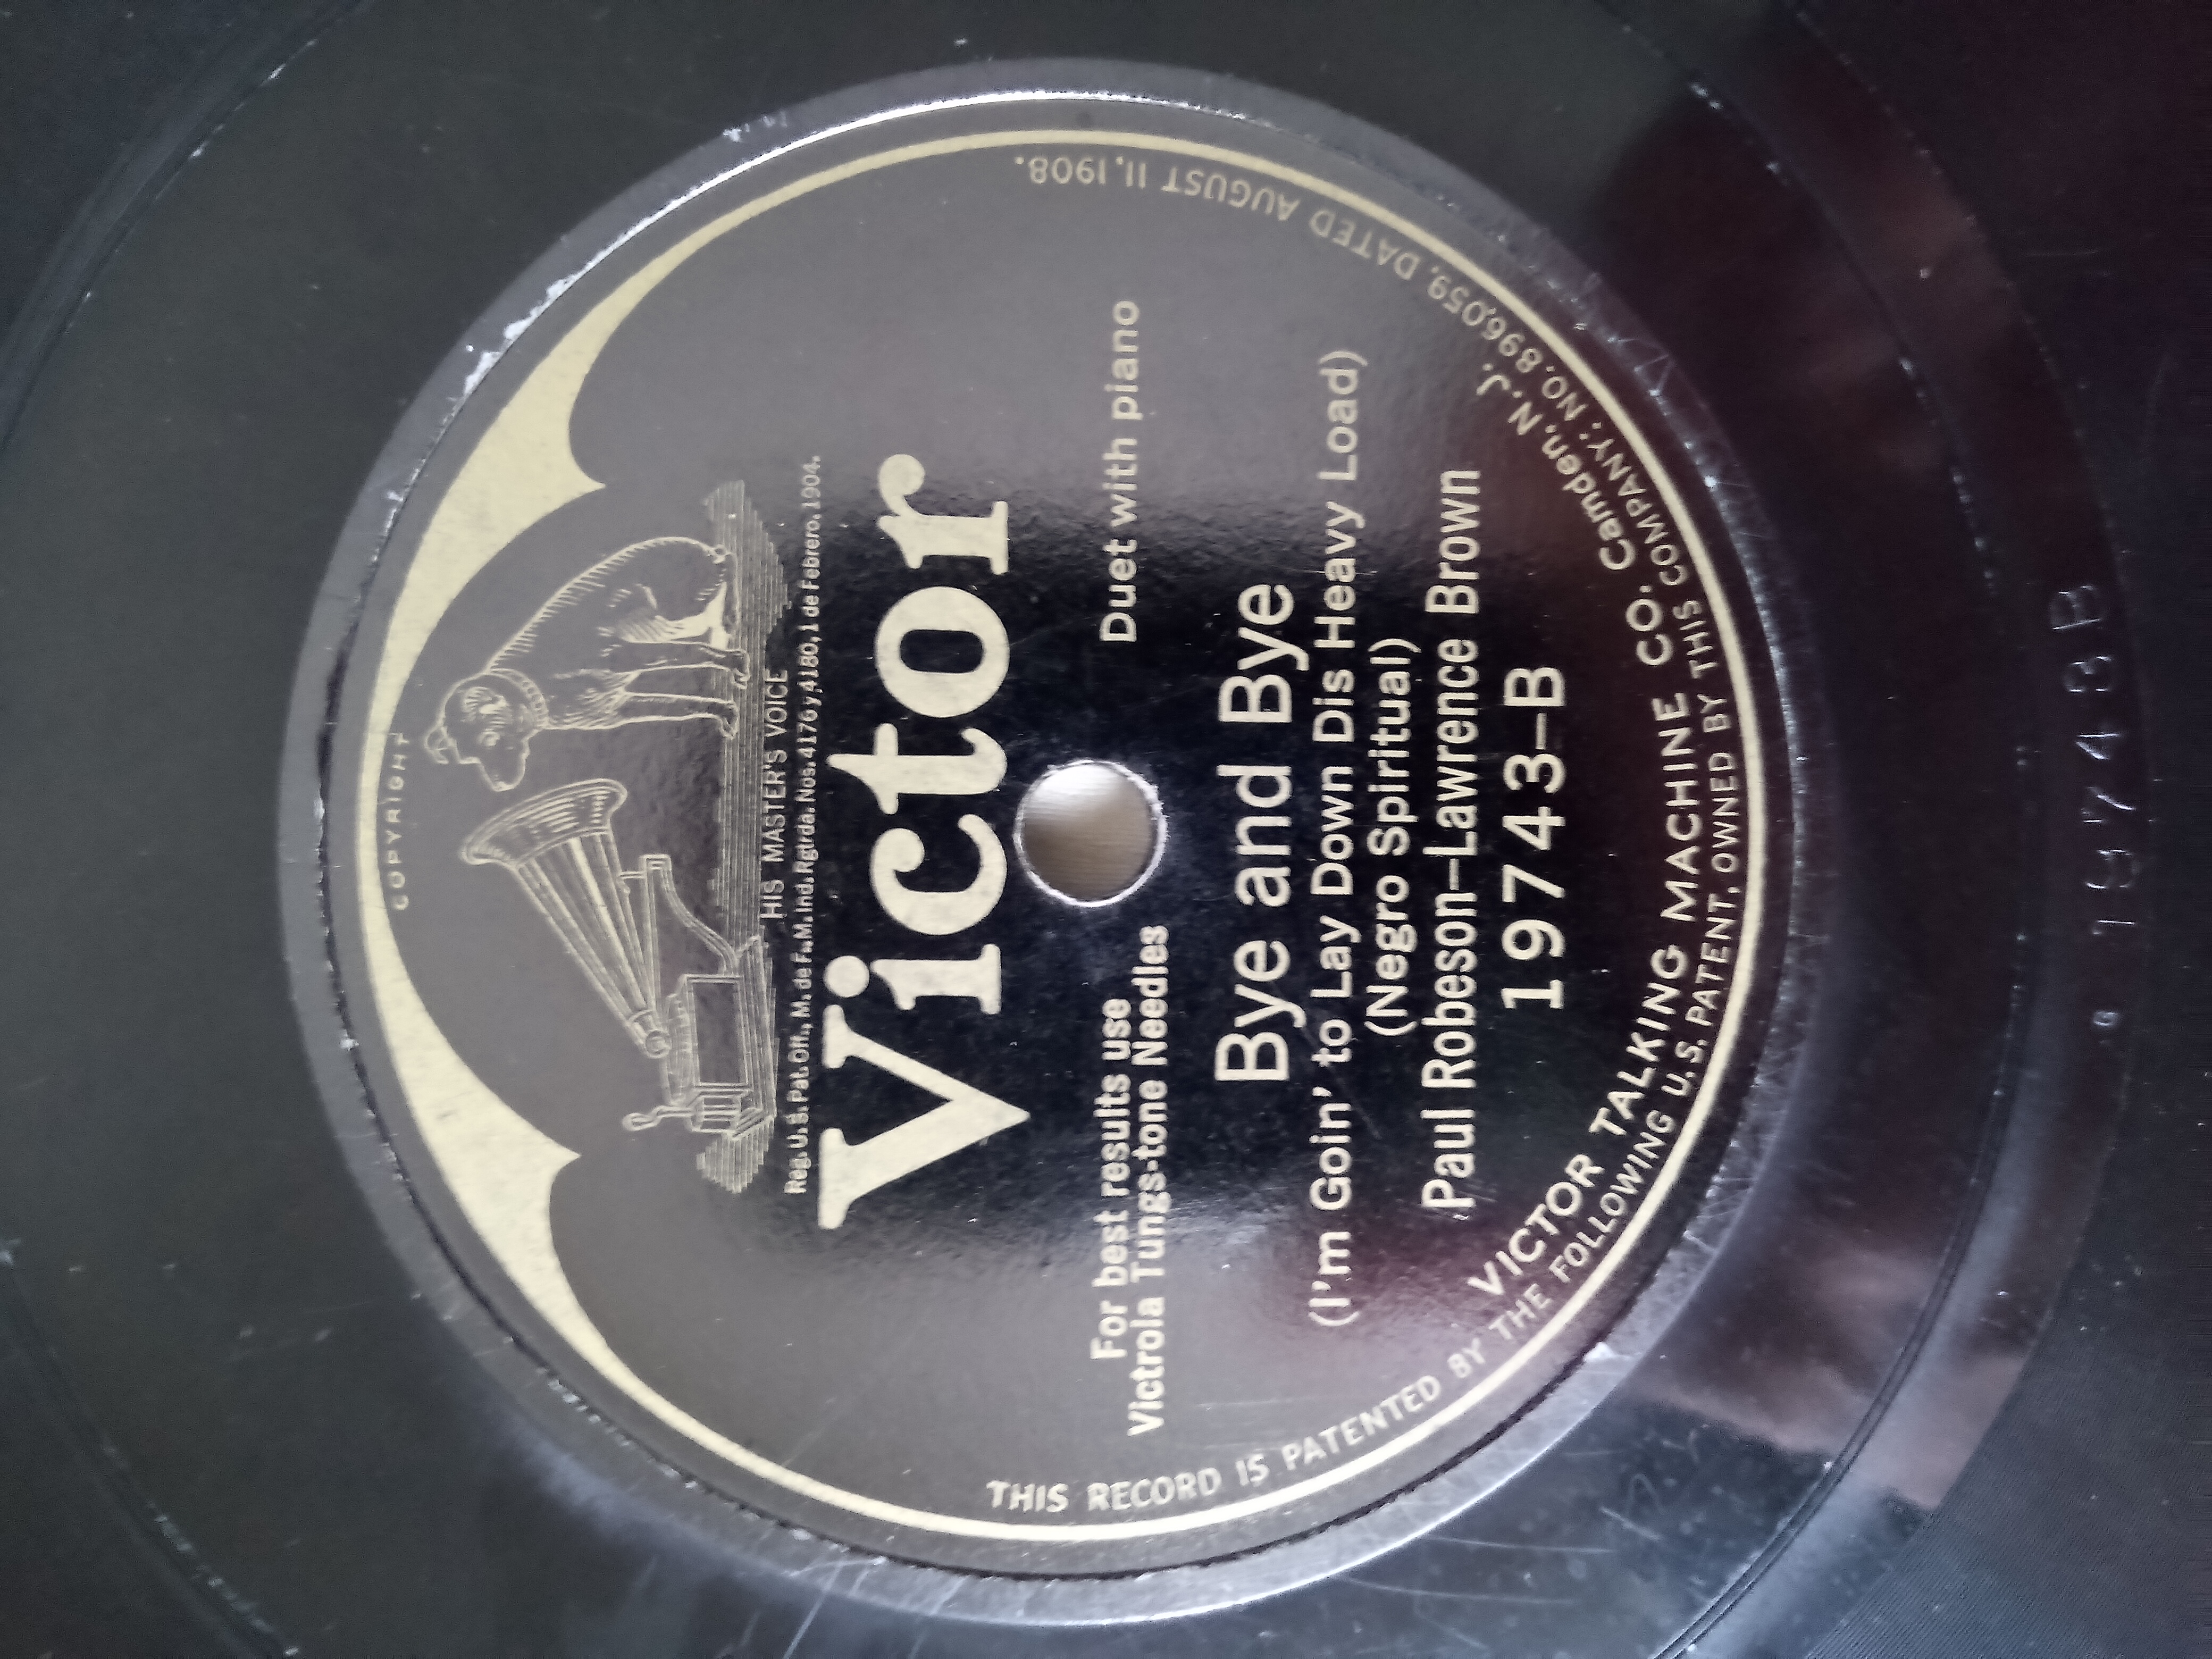 COPYRIGHT
HIS MASTER'S VOICE
Reg. U.S. Pat. Off., M. de F., M. Ind. Rgtrda. Nos. 4176 y 4180, 1 de Febrero, 1904.
Victor
For best results use
Victrola Tungs-tone Needles
Duet with piano
Bye and Bye
(I'm Goin' to Lay Down Dis Heavy Load)
(Negro Spiritual)
Paul Robeson–Lawrence Brown
19743–B
VICTOR TALKING MACHINE CO. Camden, N.J.
THIS RECORD IS PATENTED BY THE FOLLOWING U.S. PATENT, OWNED BY THIS COMPANY: NO. 896,059, DATED AUGUST 11, 1908.
G 19743B